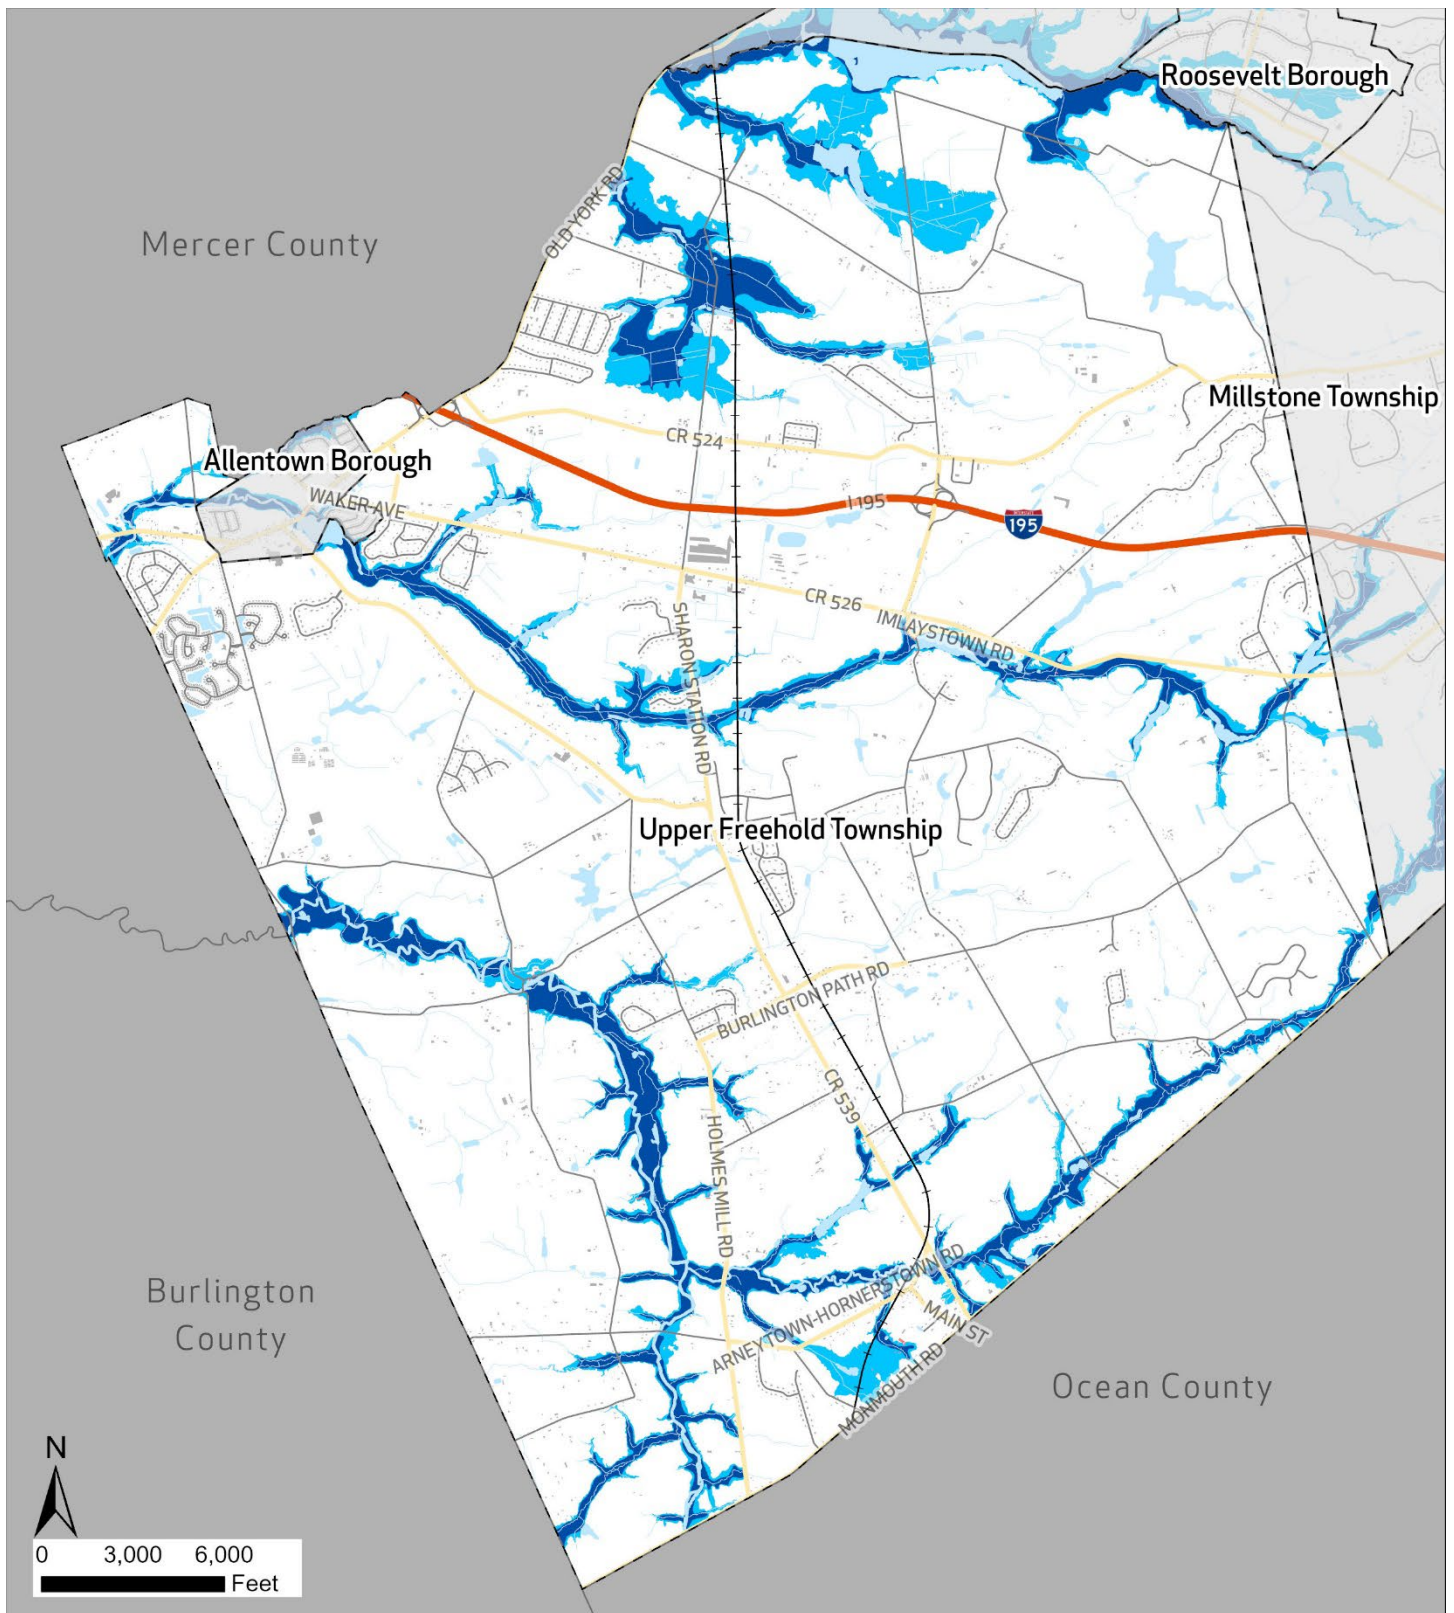 Roosevelt Borough
OLD YORK RD
Mercer County
Millstone Township
CR 524
Allentown Borough
WAKER AVE
I 195
195
CR 526
IMLAYSTOWN RD
SHARON STATION RD
Upper Freehold Township
BURLINGTON PATH RD
CR 539
HOLMES MILL RD
ARNEYTOWN-HORNERSTOWN RD
MAIN ST
MONMOUTH RD
Burlington
County
Ocean County
N
0 3,000 6,000
Feet